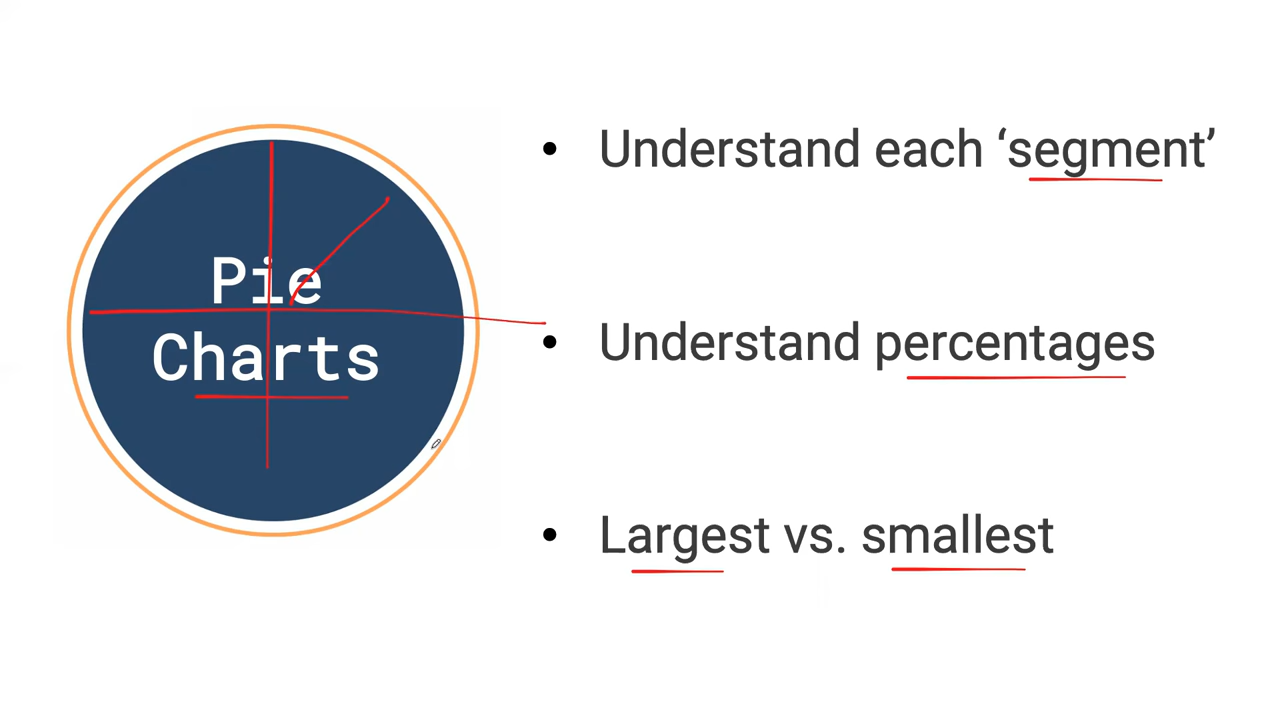 Pie
Charts
• Understand each ‘segment’
• Understand percentages
• Largest vs. smallest